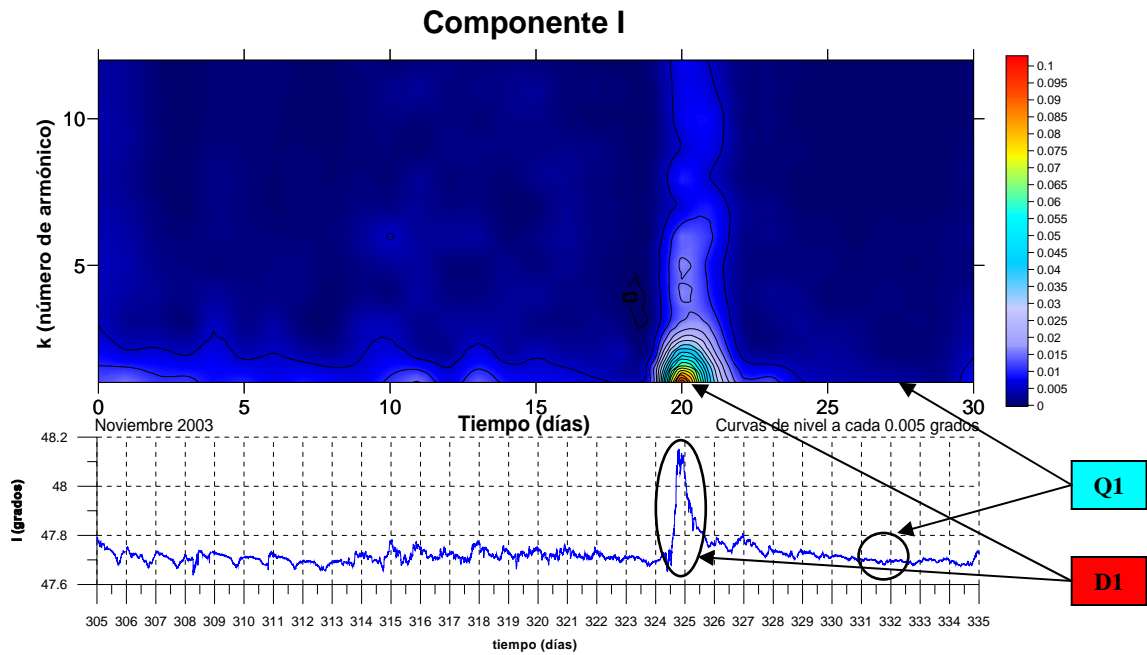 Componente I
k (número de armónico)
10
5
0
0 5 10 15 20 25 30
Tiempo (días)
0.1
0.095
0.09
0.085
0.08
0.075
0.07
0.065
0.06
0.055
0.05
0.045
0.04
0.035
0.03
0.025
0.02
0.015
0.01
0.005
0
Noviembre 2003
Curvas de nivel a cada 0.005 grados
I (grados)
48.2
48
47.8
47.6
305 306 307 308 309 310 311 312 313 314 315 316 317 318 319 320 321 322 323 324 325 326 327 328 329 330 331 332 333 334 335
tiempo (días)
Q1
D1